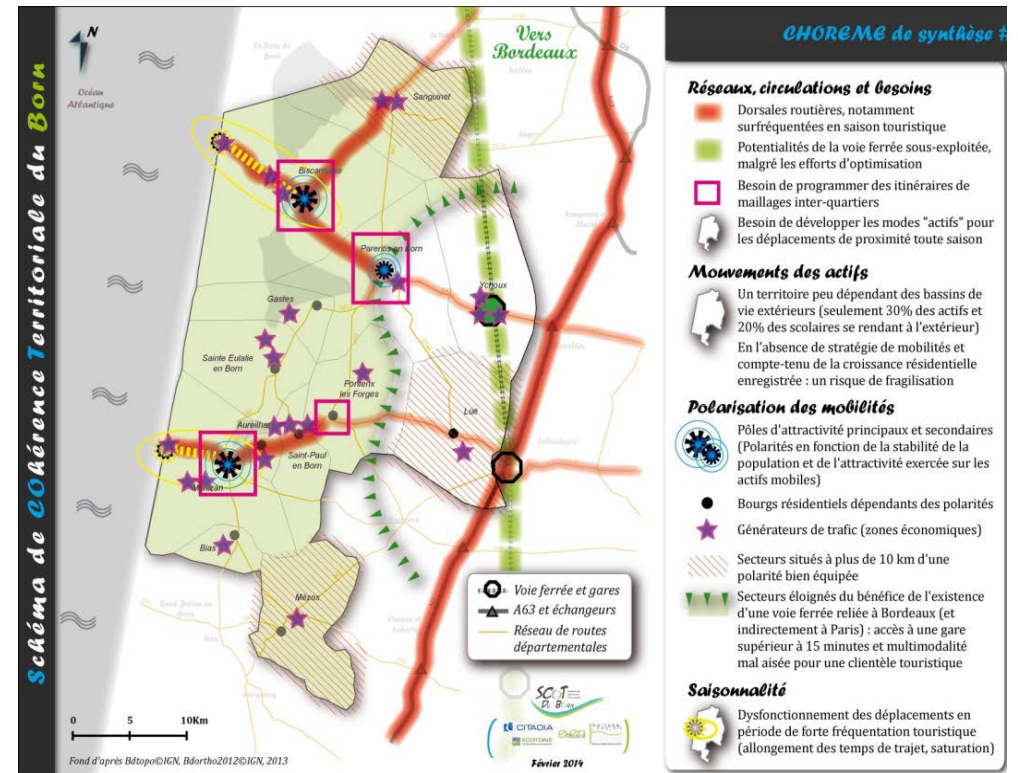 Schéma de COhérence Territoriale du Born
N
Océan
Atlantique
Vers
Bordeaux
Sanguinet
Biscarrosse
Parentis en Born
Ychoux
Gastes
Sainte Eulalie
en Born
Pontenx
les Forges
Lüe
Aureilhan
Saint-Paul
en Born
Mimizan
Bias
Mézos
Voie ferrée et gares
A63 et échangeurs
Réseau de routes
départementales
0 5 10Km
Fond d'après Bdtopo©IGN, Bdortho2012©IGN, 2013
SCOT
Du Born
CITADIA
Février 2014
CHOREME de synthèse #
Réseaux, circulations et besoins
Dorsales routières, notamment
surfréquentées en saison touristique
Potentialités de la voie ferrée sous-exploitée,
malgré les efforts d'optimisation
Besoin de programmer des itinéraires de
maillages inter-quartiers
Besoin de développer les modes "actifs" pour
les déplacements de proximité toute saison
Mouvements des actifs
Un territoire peu dépendant des bassins de
vie extérieurs (seulement 30% des actifs et
20% des scolaires se rendant à l'extérieur)
En l'absence de stratégie de mobilités et
compte-tenu de la croissance résidentielle
enregistrée : un risque de fragilisation
Polarisation des mobilités
Pôles d'attractivité principaux et secondaires
(Polarités en fonction de la stabilité de la
population et de l'attractivité exercée sur les
actifs mobiles)
Bourgs résidentiels dépendants des polarités
Générateurs de trafic (zones économiques)
Secteurs situés à plus de 10 km d'une
polarité bien équipée
Secteurs éloignés du bénéfice de l'existence
d'une voie ferrée reliée à Bordeaux (et
indirectement à Paris) : accès à une gare
supérieur à 15 minutes et multimodalité
mal aisée pour une clientèle touristique
Saisonnalité
Dysfonctionnement des déplacements en
période de forte fréquentation touristique
(allongement des temps de trajet, saturation)